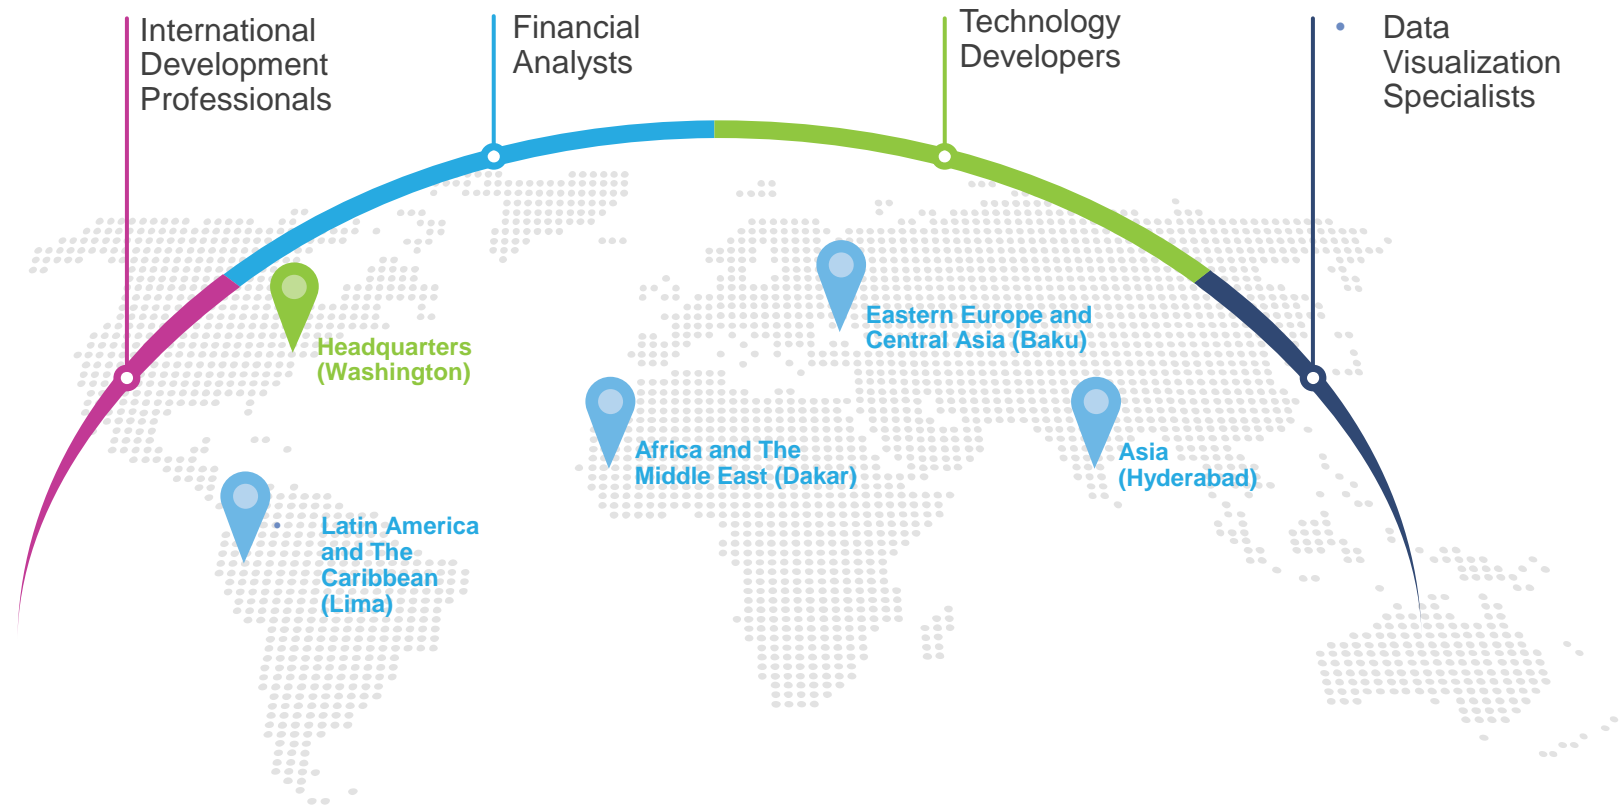 International
Development
Professionals
Financial
Analysts
Technology
Developers
• Data
Visualization
Specialists
Headquarters
(Washington)
Eastern Europe and
Central Asia (Baku)
Africa and The
Middle East (Dakar)
Asia
(Hyderabad)
• Latin America
and The
Caribbean
(Lima)